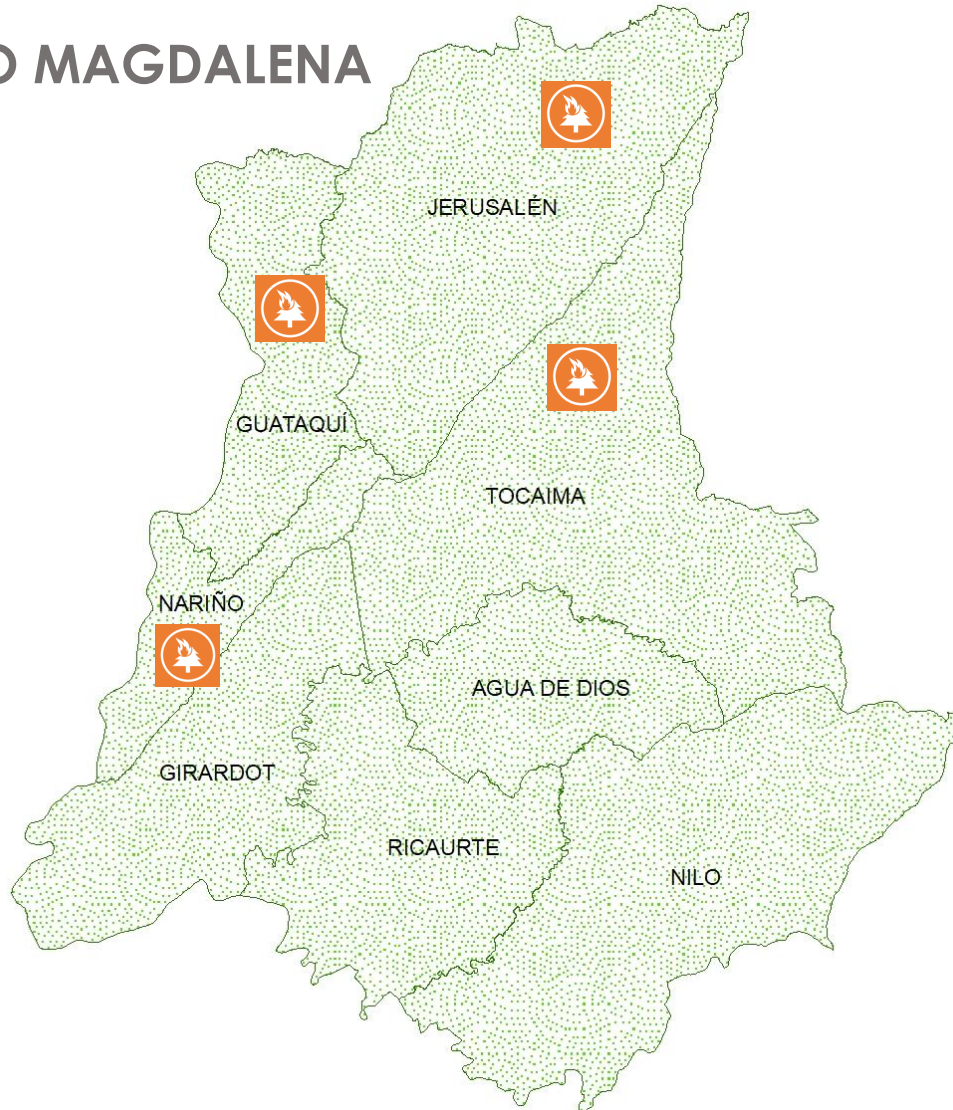 O MAGDALENA
JERUSALÉN
GUATAQUÍ
TOCAIMA
NARIÑO
AGUA DE DIOS
GIRARDOT
RICAURTE
NILO